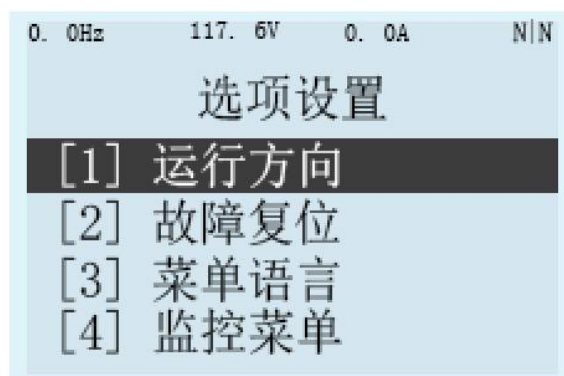 0. 0Hz 117. 6V 0. 0A N|N
选项设置
[1] 运行方向
[2] 故障复位
[3] 菜单语言
[4] 监控菜单